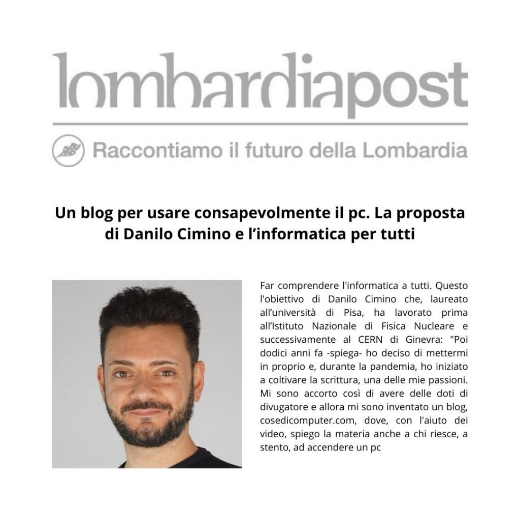 lombardiapost
Raccontiamo il futuro della Lombardia
Un blog per usare consapevolmente il pc. La proposta
di Danilo Cimino e l’informatica per tutti
Far comprendere l'informatica a tutti. Questo
l'obiettivo di Danilo Cimino che, laureato
all’università di Pisa, ha lavorato prima
all’Istituto Nazionale di Fisica Nucleare e
successivamente al CERN di Ginevra: "Poi
dodici anni fa -spiega- ho deciso di mettermi
in proprio e, durante la pandemia, ho iniziato
a coltivare la scrittura, una delle mie passioni.
Mi sono accorto così di avere delle doti di
divugatore e allora mi sono inventato un blog,
cosedicomputer.com, dove, con l'aiuto dei
video, spiego la materia anche a chi riesce, a
stento, ad accendere un pc